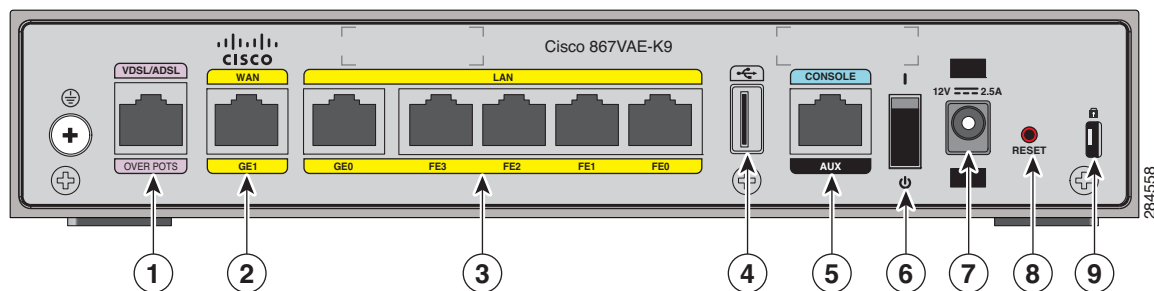 CISCO
Cisco 867VAE-K9
VDSL/ADSL
WAN
LAN
CONSOLE
12V 2.5A
OVER POTS
GE1
GE0
FE3
FE2
FE1
FE0
AUX
RESET
284558
1
2
3
4
5
6
7
8
9